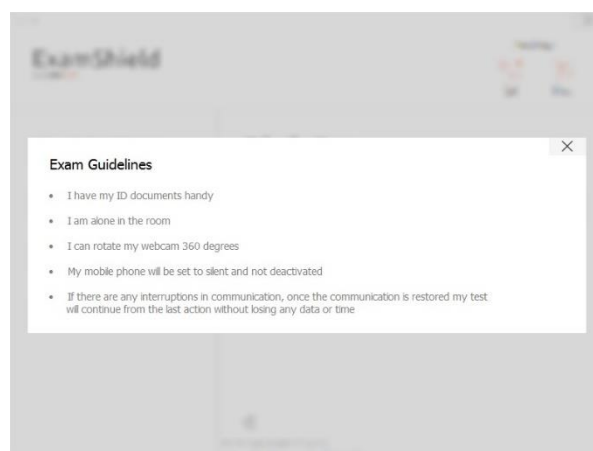 ExamShield
Exam Guidelines
• I have my ID documents handy
• I am alone in the room
• I can rotate my webcam 360 degrees
• My mobile phone will be set to silent and not deactivated
• If there are any interruptions in communication, once the communication is restored my test
will continue from the last action without losing any data or time